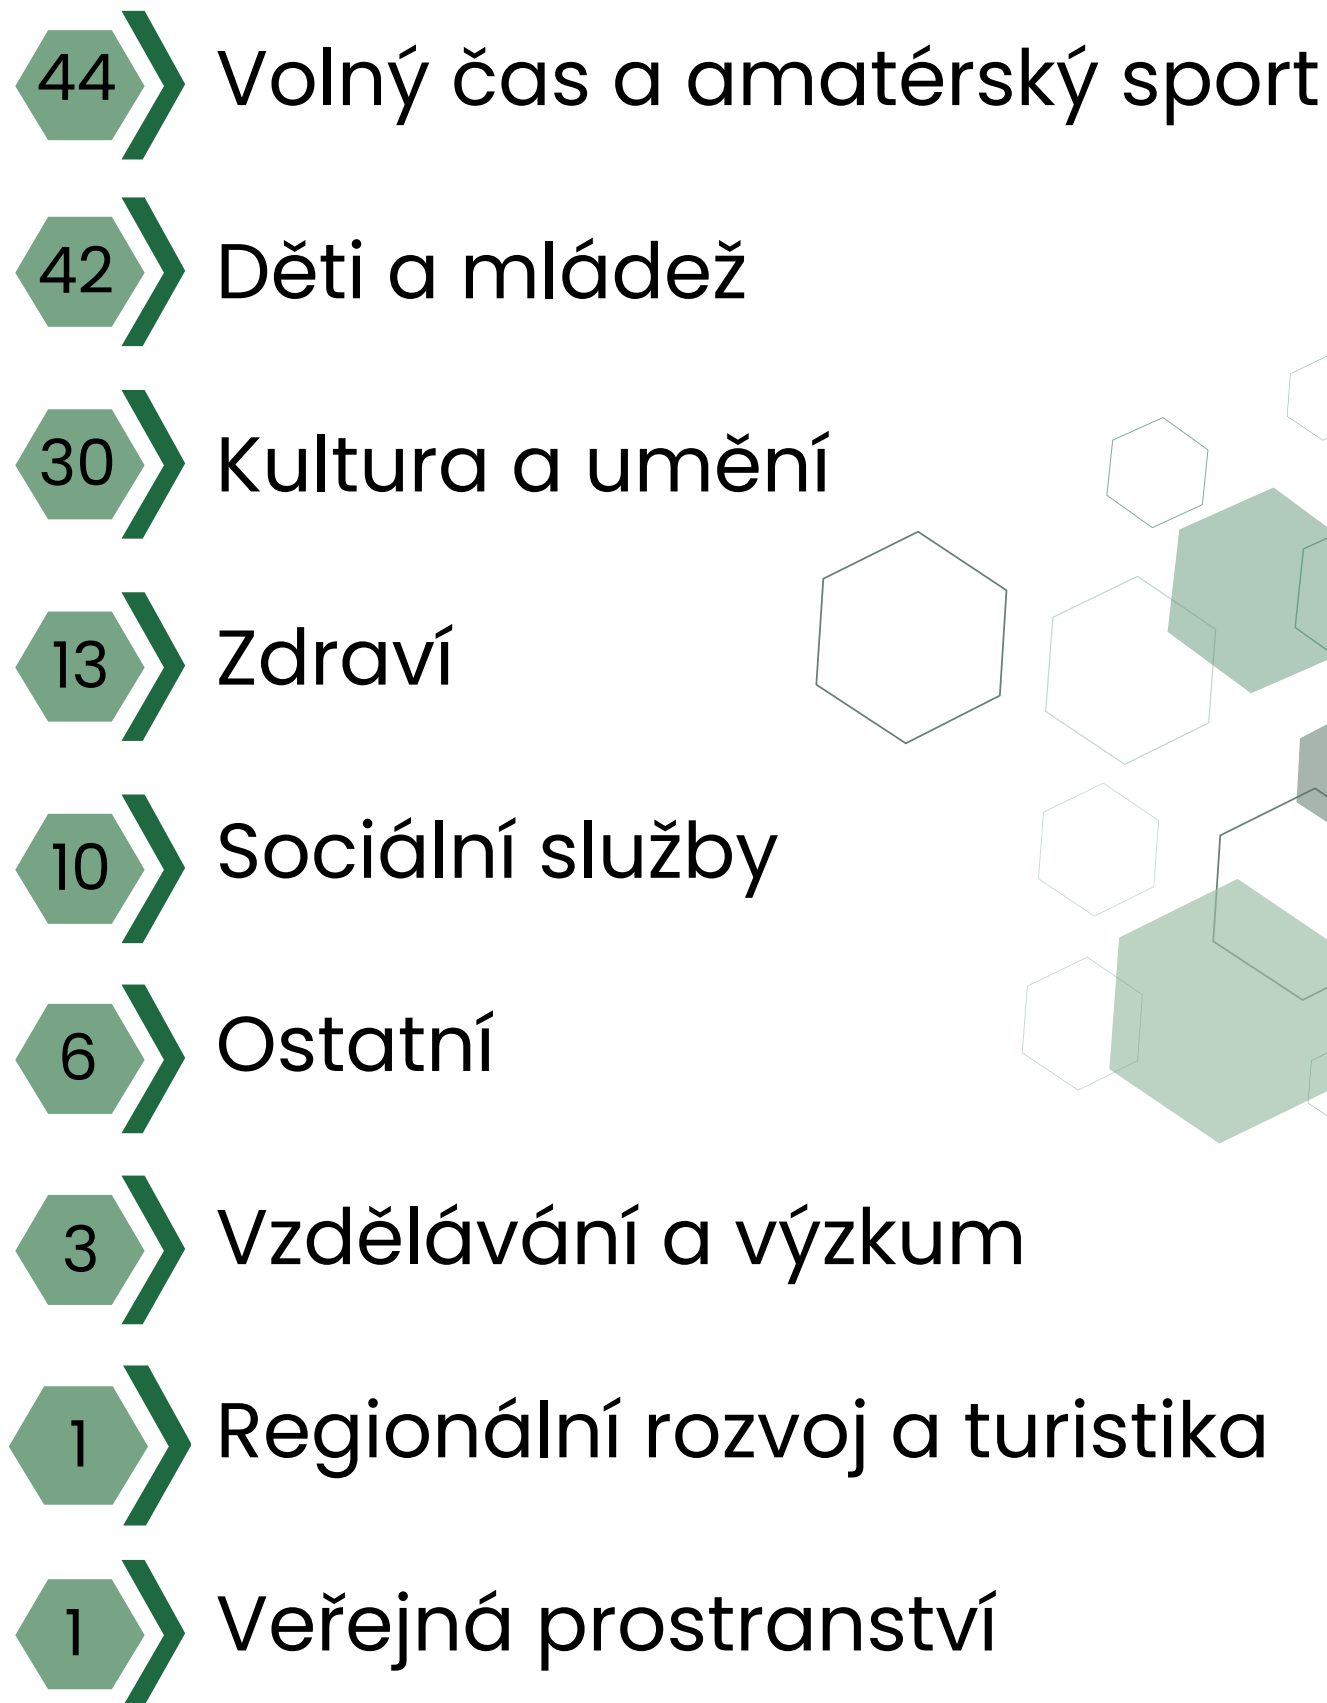 44 Volný čas a amatérský sport
42 Děti a mládež
30 Kultura a umění
13 Zdraví
10 Sociální služby
6 Ostatní
3 Vzdělávání a výzkum
1 Regionální rozvoj a turistika
1 Veřejná prostranství